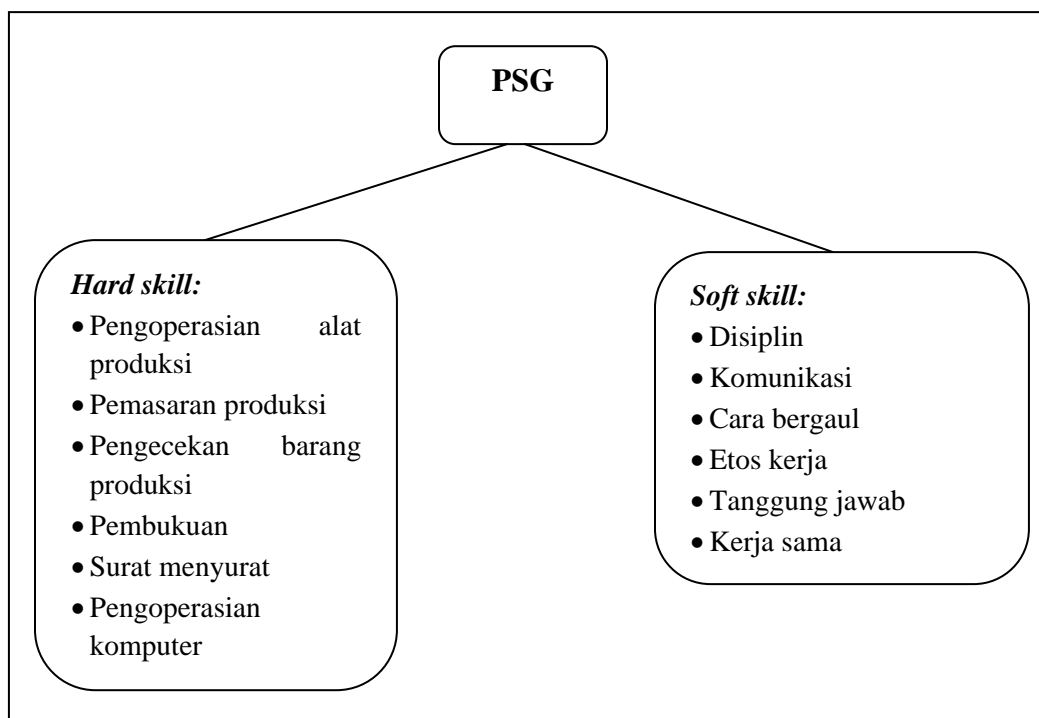 PSG
Hard skill:
• Pengoperasian alat
produksi
• Pemasaran produksi
• Pengecekan barang
produksi
• Pembukuan
• Surat menyurat
• Pengoperasian
komputer
Soft skill:
• Disiplin
• Komunikasi
• Cara bergaul
• Etos kerja
• Tanggung jawab
• Kerja sama